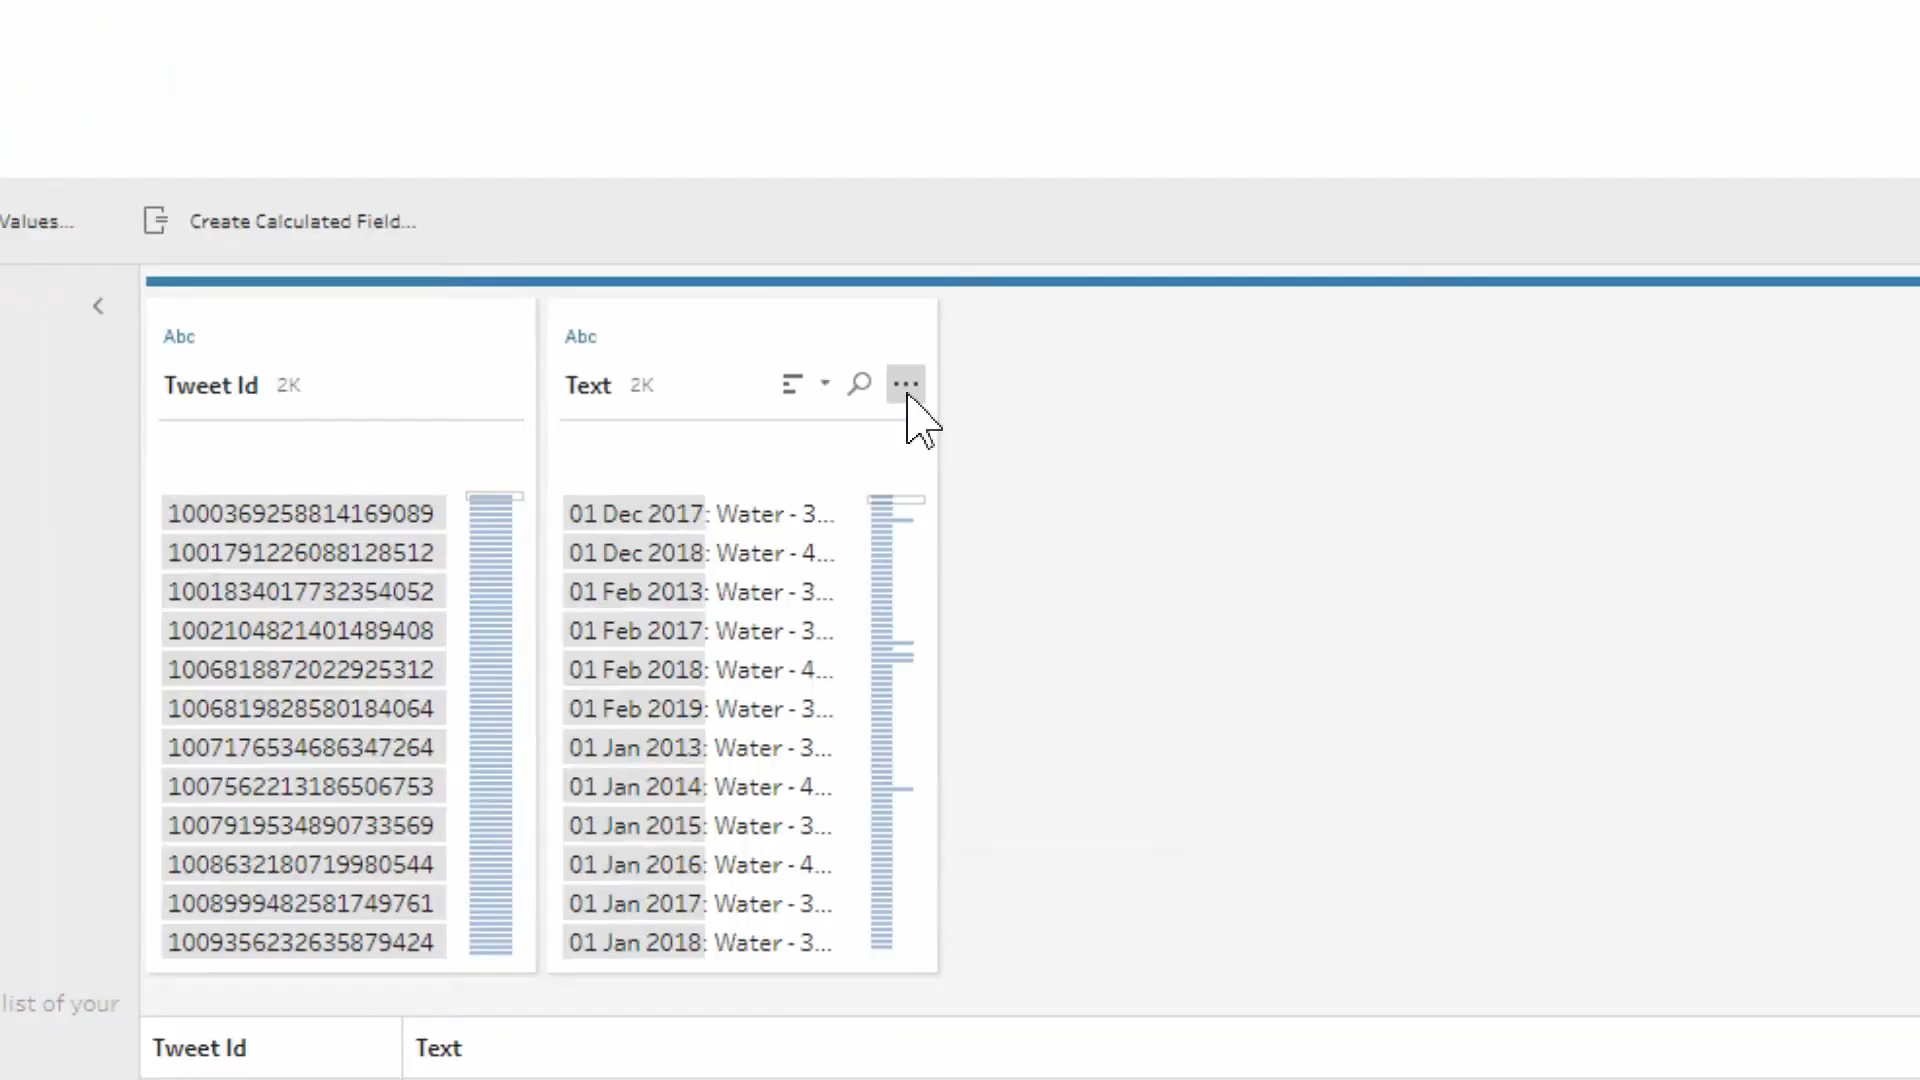 Values...
Create Calculated Field...
Abc
Tweet Id 2K
1000369258814169089
1001791226088128512
1001834017732354052
1002104821401489408
1006818872022925312
1006819828580184064
1007176534686347264
1007562213186506753
1007919534890733569
1008632180719980544
1008999482581749761
1009356232635879424
Abc
Text 2K
01 Dec 2017: Water - 3...
01 Dec 2018: Water - 4...
01 Feb 2013: Water - 3...
01 Feb 2017: Water - 3...
01 Feb 2018: Water - 4...
01 Feb 2019: Water - 3...
01 Jan 2013: Water - 3...
01 Jan 2014: Water - 4...
01 Jan 2015: Water - 3...
01 Jan 2016: Water - 4...
01 Jan 2017: Water - 3...
01 Jan 2018: Water - 3...
list of your
Tweet Id
Text